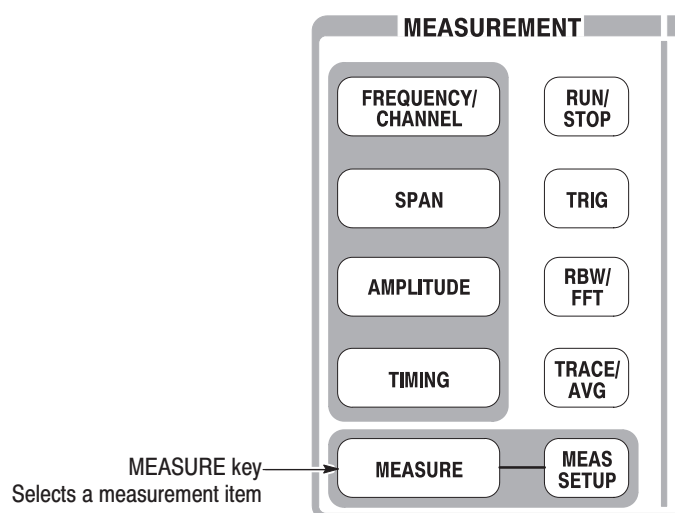 MEASUREMENT
FREQUENCY/
CHANNEL
RUN/
STOP
SPAN
TRIG
AMPLITUDE
RBW/
FFT
TIMING
TRACE/
AVG
MEASURE key
Selects a measurement item
MEASURE
MEAS
SETUP